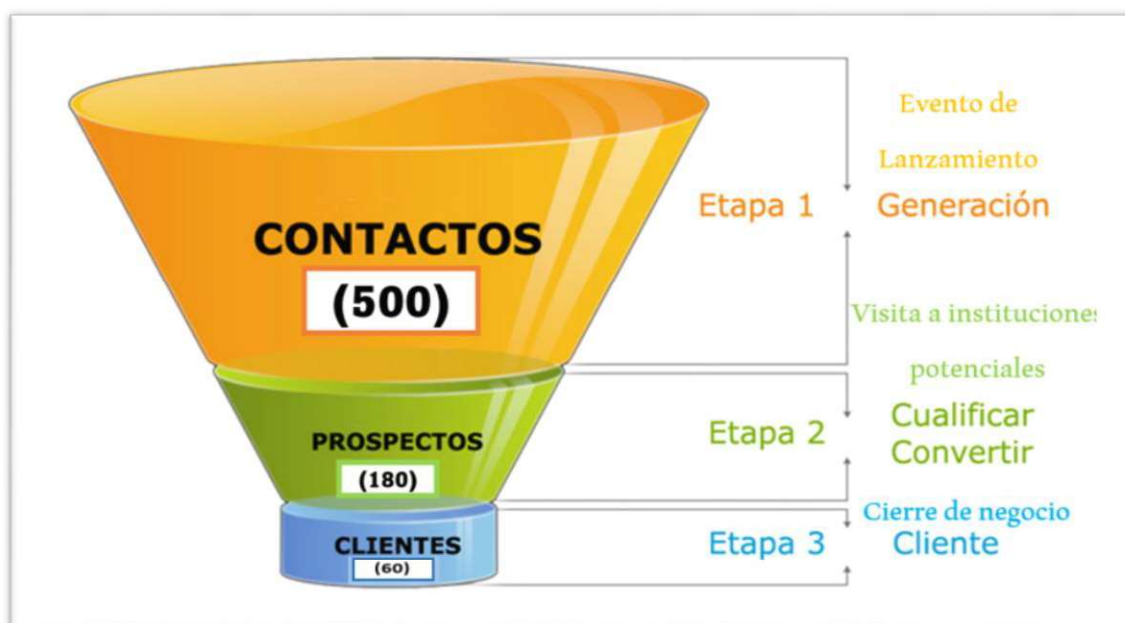 Evento de
Lanzamiento
Etapa 1
Generación
CONTACTOS
(500)
Visita a instituciones
potenciales
Etapa 2
Cualificar
Convertir
PROSPECTOS
(180)
Cierre de negocio
Etapa 3
Cliente
CLIENTES
(60)